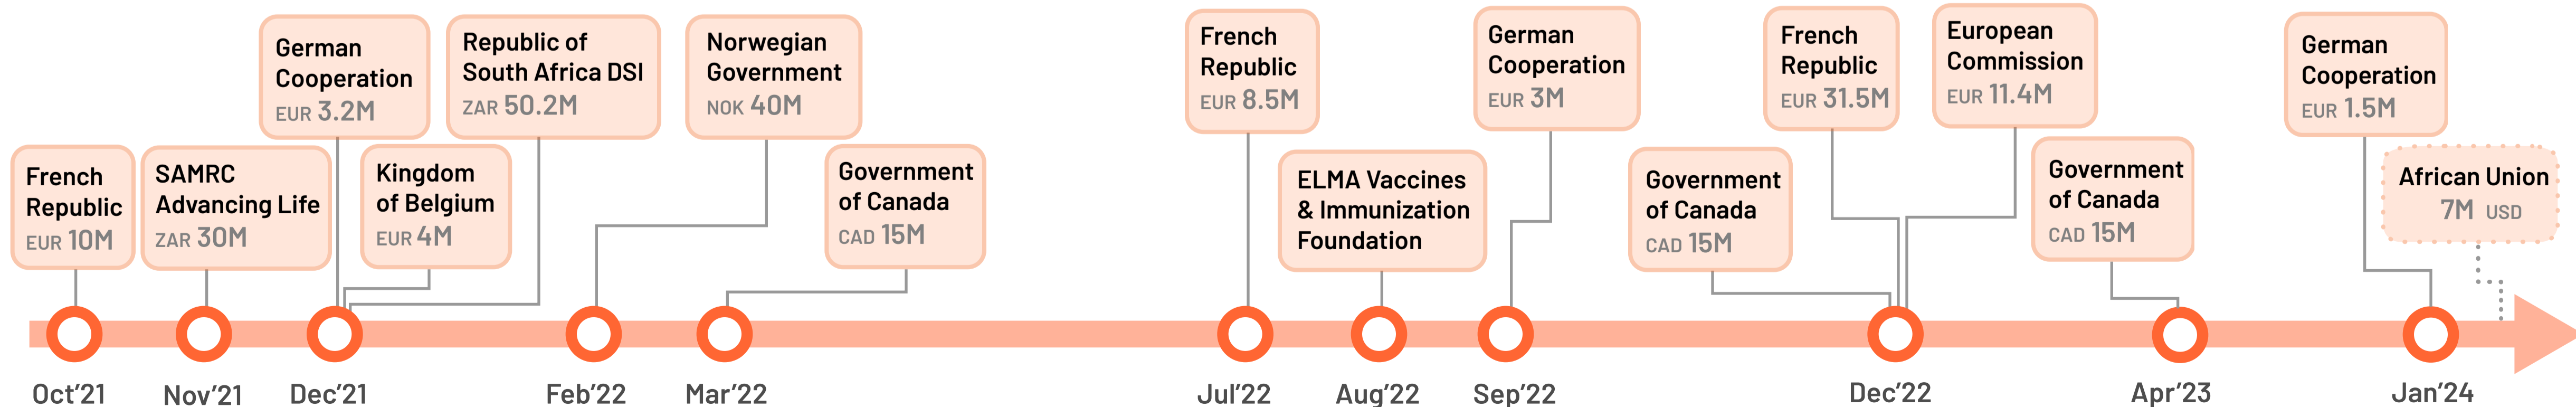 French
Republic
EUR 10M
SAMRC
Advancing Life
ZAR 30M
German
Cooperation
EUR 3.2M
Kingdom
of Belgium
EUR 4M
Republic of
South Africa DSI
ZAR 50.2M
Norwegian
Government
NOK 40M
Government
of Canada
CAD 15M
French
Republic
EUR 8.5M
ELMA Vaccines
& Immunization
Foundation
German
Cooperation
EUR 3M
Government
of Canada
CAD 15M
French
Republic
EUR 31.5M
European
Commission
EUR 11.4M
Government
of Canada
CAD 15M
German
Cooperation
EUR 1.5M
African Union
7M USD
Oct'21
Nov'21
Dec'21
Feb'22
Mar'22
Jul'22
Aug'22
Sep'22
Dec'22
Apr'23
Jan'24